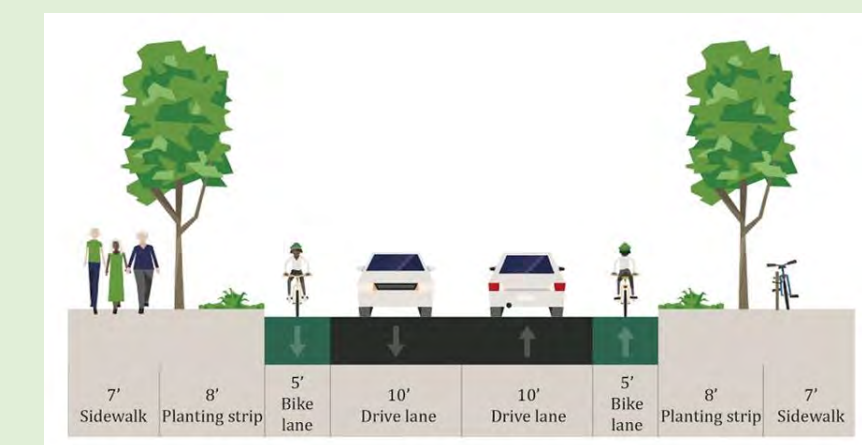 7’
Sidewalk
8’
Planting strip
5’
Bike
lane
10’
Drive lane
10’
Drive lane
5’
Bike
lane
8’
Planting strip
7’
Sidewalk